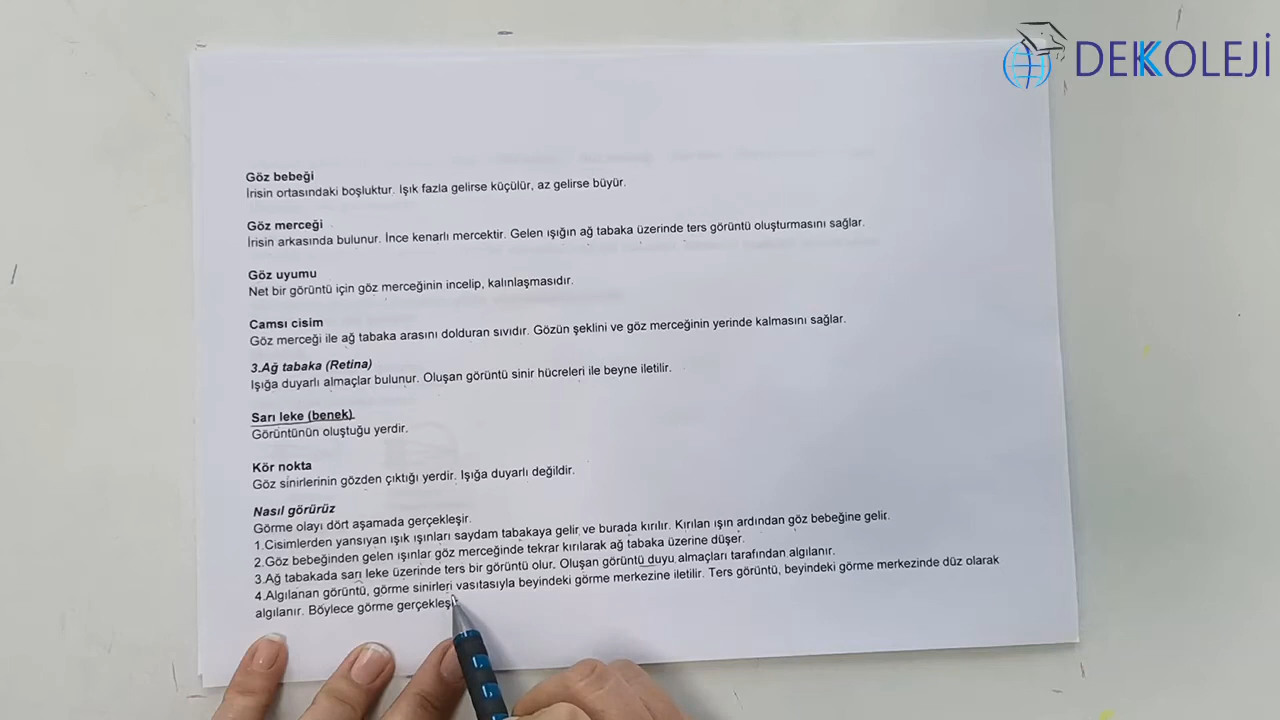 DEKKOLEJİ
Göz bebeği
İrisin ortasındaki boşluktur. Işık fazla gelirse küçülür, az gelirse büyür.
Göz merceği
İrisin arkasında bulunur. İnce kenarlı mercektir. Gelen ışığın ağ tabaka üzerinde ters görüntü oluşturmasını sağlar.
Göz uyumu
Net bir görüntü için göz merceğinin incelip, kalınlaşmasıdır.
Camsı cisim
Göz merceği ile ağ tabaka arasını dolduran sıvıdır. Gözün şeklini ve göz merceğinin yerinde kalmasını sağlar.
3.Ağ tabaka (Retina)
Işığa duyarlı almaçlar bulunur. Oluşan görüntü sinir hücreleri ile beyne iletilir.
Sarı leke (benek)
Görüntünün oluştuğu yerdir.
Kör nokta
Göz sinirlerinin gözden çıktığı yerdir. Işığa duyarlı değildir.
Nasıl görürüz
Görme olayı dört aşamada gerçekleşir.
1.Cisimlerden yansıyan ışık ışınları saydam tabakaya gelir ve burada kırılır. Kırılan ışın ardından göz bebeğine gelir.
2.Göz bebeğinden gelen ışınlar göz merceğinde tekrar kırılarak ağ tabaka üzerine düşer.
3.Ağ tabakada sarı leke üzerinde ters bir görüntü olur. Oluşan görüntü duyu almaçları tarafından algılanır.
4.Algılanan görüntü, görme sinirleri vasıtasıyla beyindeki görme merkezine iletilir. Ters görüntü, beyindeki görme merkezinde düz olarak
algılanır. Böylece görme